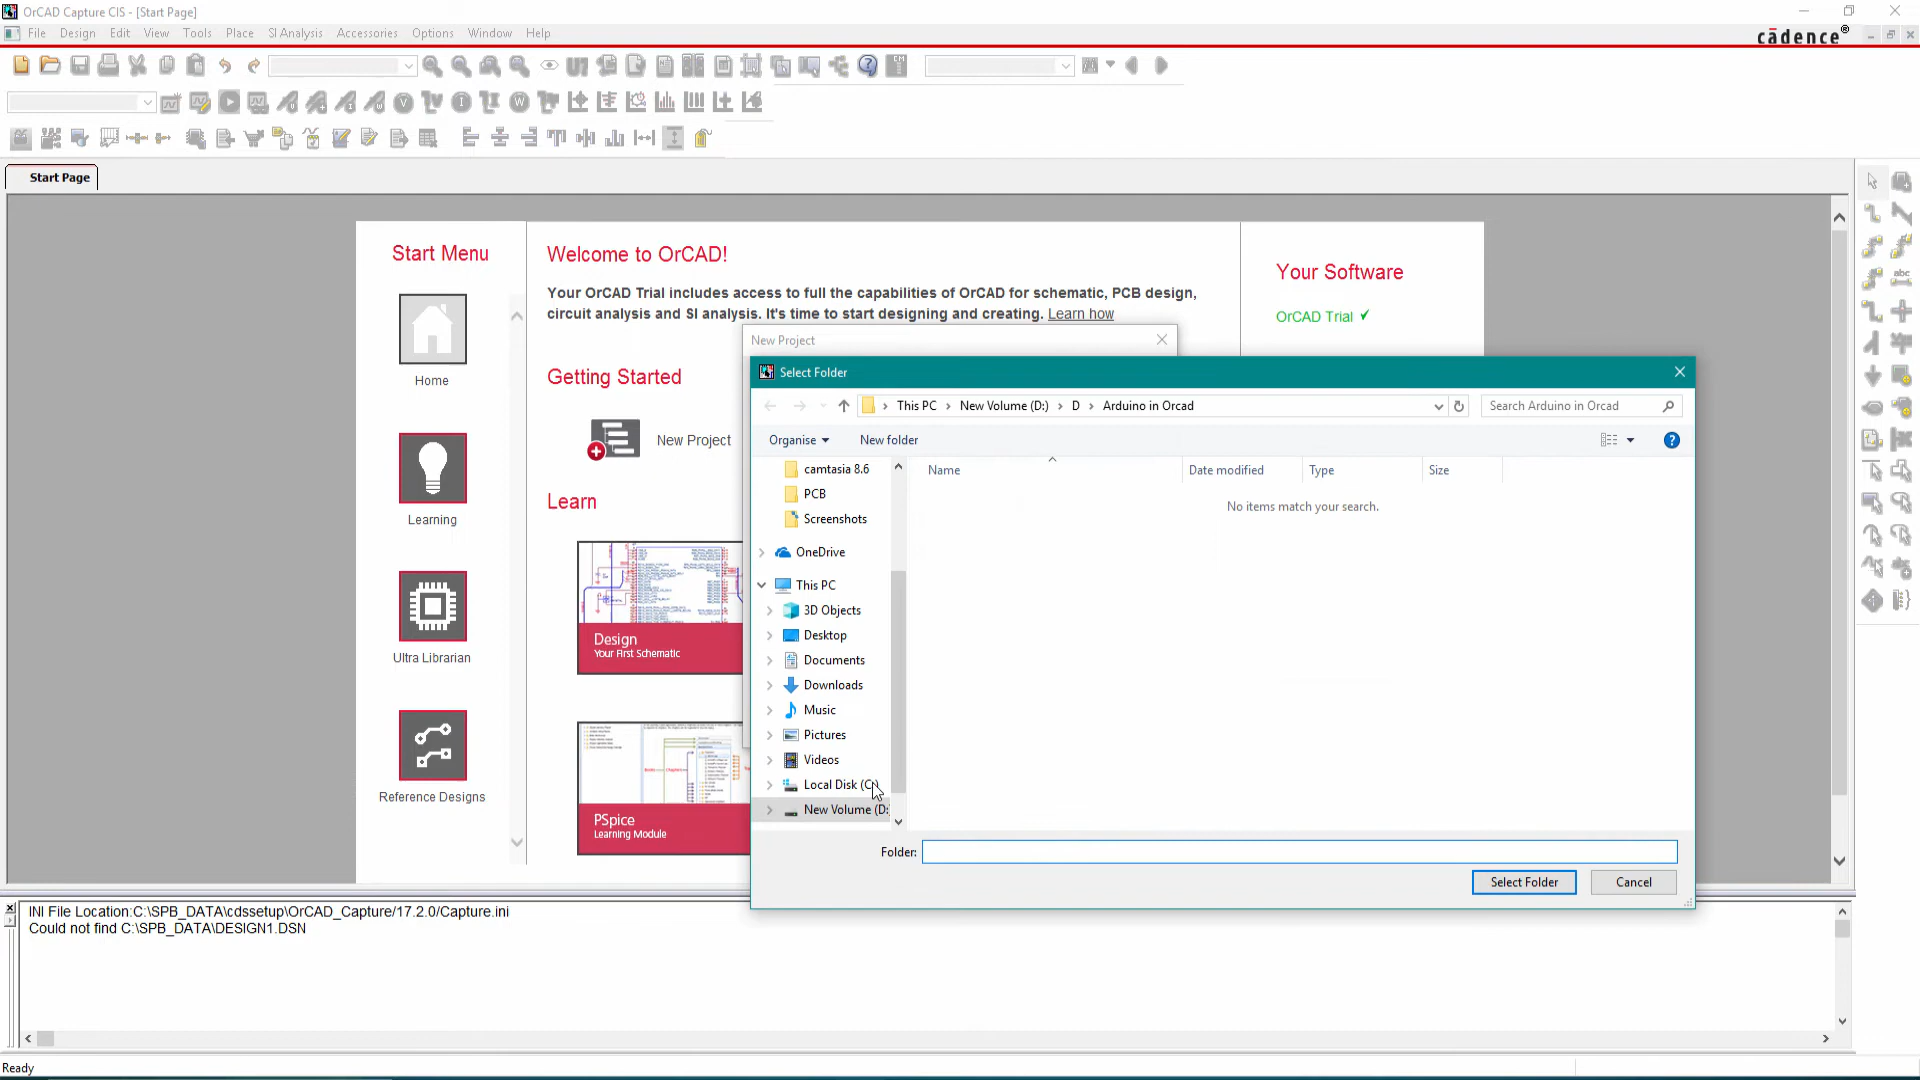 OrCAD Capture CIS - [Start Page]
File Design Edit View Tools Place SI Analysis Accessories Options Window Help
cādence®
Start Page
Start Menu
Home
Learning
Ultra Librarian
Reference Designs
Welcome to OrCAD!
Your OrCAD Trial includes access to full the capabilities of OrCAD for schematic, PCB design,
circuit analysis and SI analysis. It's time to start designing and creating. Learn how
Getting Started
New Project
Learn
Design
Your First Schematic
PSpice
Learning Module
Your Software
OrCAD Trial ✓
New Project
Select Folder
This PC > New Volume (D:) > D > Arduino in Orcad
Search Arduino in Orcad
Organise New folder
camtasia 8.6
PCB
Screenshots
OneDrive
This PC
3D Objects
Desktop
Documents
Downloads
Music
Pictures
Videos
Local Disk (C:)
New Volume (D:
Name Date modified Type Size
No items match your search.
Folder:
Select Folder Cancel
INI File Location:C:\SPB_DATA\cdssetup\OrCAD_Capture/17.2.0/Capture.ini
Could not find C:\SPB_DATA\DESIGN1.DSN
Ready